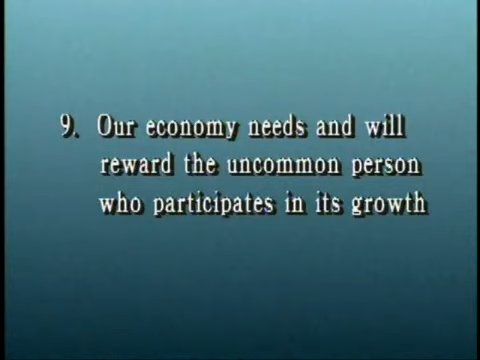 9. Our economy needs and will
reward the uncommon person
who participates in its growth